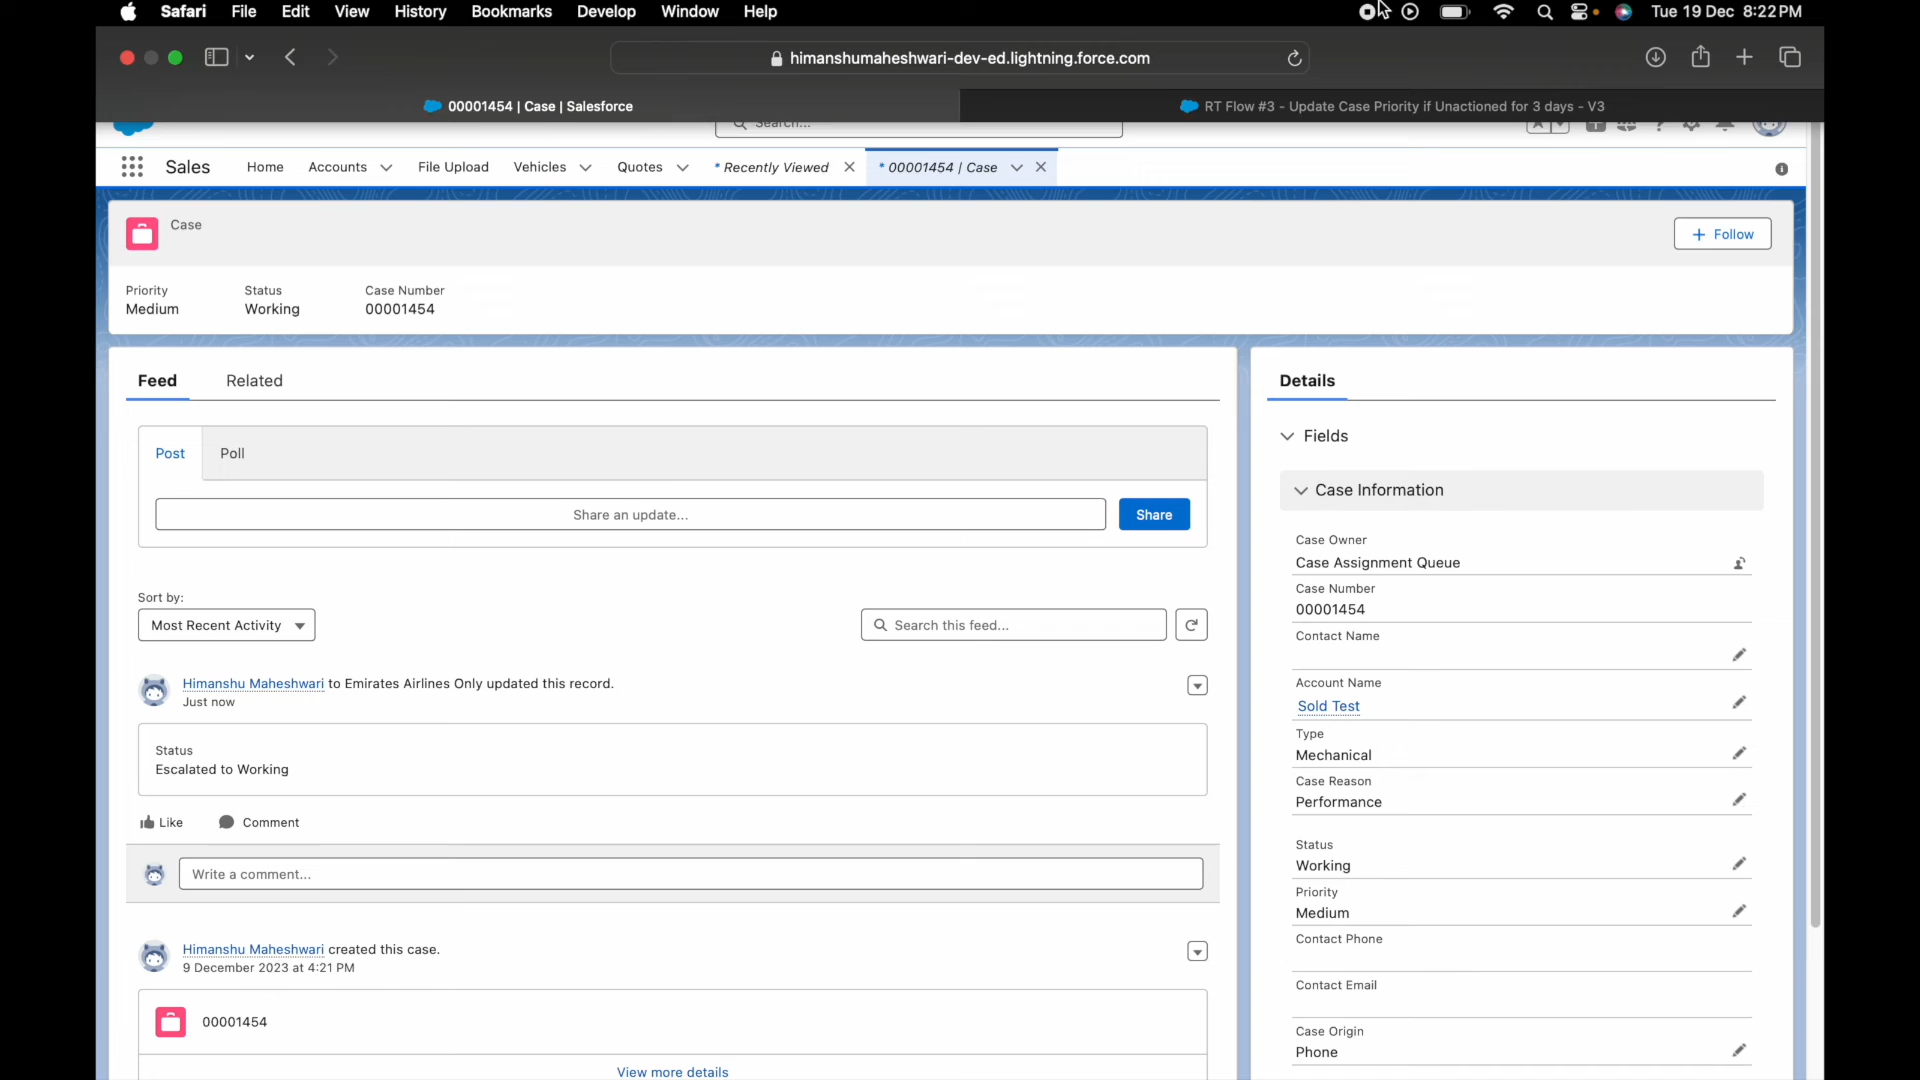 Safari File Edit View History Bookmarks Develop Window Help Tue 19 Dec 8:22 PM
himanshumaheshwari-dev-ed.lightning.force.com
00001454 | Case | Salesforce
RT Flow #3 - Update Case Priority if Unactioned for 3 days - V3
Search...
Sales Home Accounts File Upload Vehicles Quotes * Recently Viewed * 00001454 | Case
Case
Follow
Priority Status Case Number
Medium Working 00001454
Feed Related
Post Poll
Share an update... Share
Sort by:
Most Recent Activity Search this feed...
Himanshu Maheshwari to Emirates Airlines Only updated this record.
Just now
Status
Escalated to Working
Like Comment
Write a comment...
Himanshu Maheshwari created this case.
9 December 2023 at 4:21 PM
00001454
View more details
Details
Fields
Case Information
Case Owner
Case Assignment Queue
Case Number
00001454
Contact Name
Account Name
Sold Test
Type
Mechanical
Case Reason
Performance
Status
Working
Priority
Medium
Contact Phone
Contact Email
Case Origin
Phone